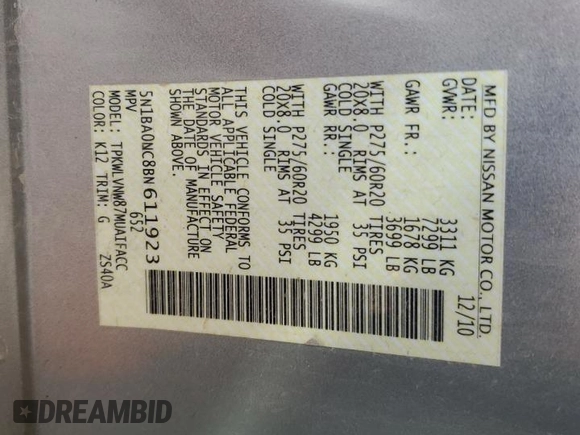 MFD BY NISSAN MOTOR CO., LTD.
DATE: 12/10
GVWR: 3311 KG
7299 LB
GAWR FR.: 1678 KG
3699 LB
WITH P275/60R20 TIRES
20X8.0 RIMS AT 35 PSI
COLD SINGLE
GAWR RR: 1950 KG
4299 LB
WITH P275/60R20 TIRES
20X8.0 RIMS AT 35 PSI
COLD SINGLE
THIS VEHICLE CONFORMS TO
ALL APPLICABLE FEDERAL
MOTOR VEHICLE SAFETY
STANDARDS IN EFFECT ON
THE DATE OF MANUFACTURE
SHOWN ABOVE.
5N1BA0NC8BN611923
MPV 652
MODEL: TPKWLVNW87MUAIFACC
COLOR: K12 TRIM: G ZS40A
DREAMBID